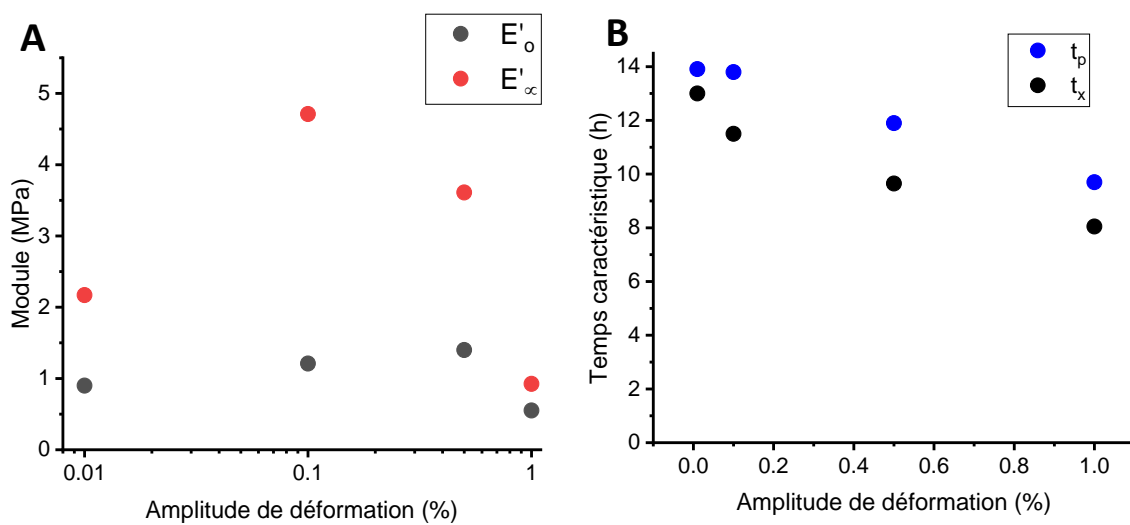 A
E'o
E'∝
5
4
3
2
1
0
Module (MPa)
0.01
0.1
1
Amplitude de déformation (%)
B
tp
tx
14
12
10
8
6
4
2
0
Temps caractéristique (h)
0.0
0.2
0.4
0.6
0.8
1.0
Amplitude de déformation (%)